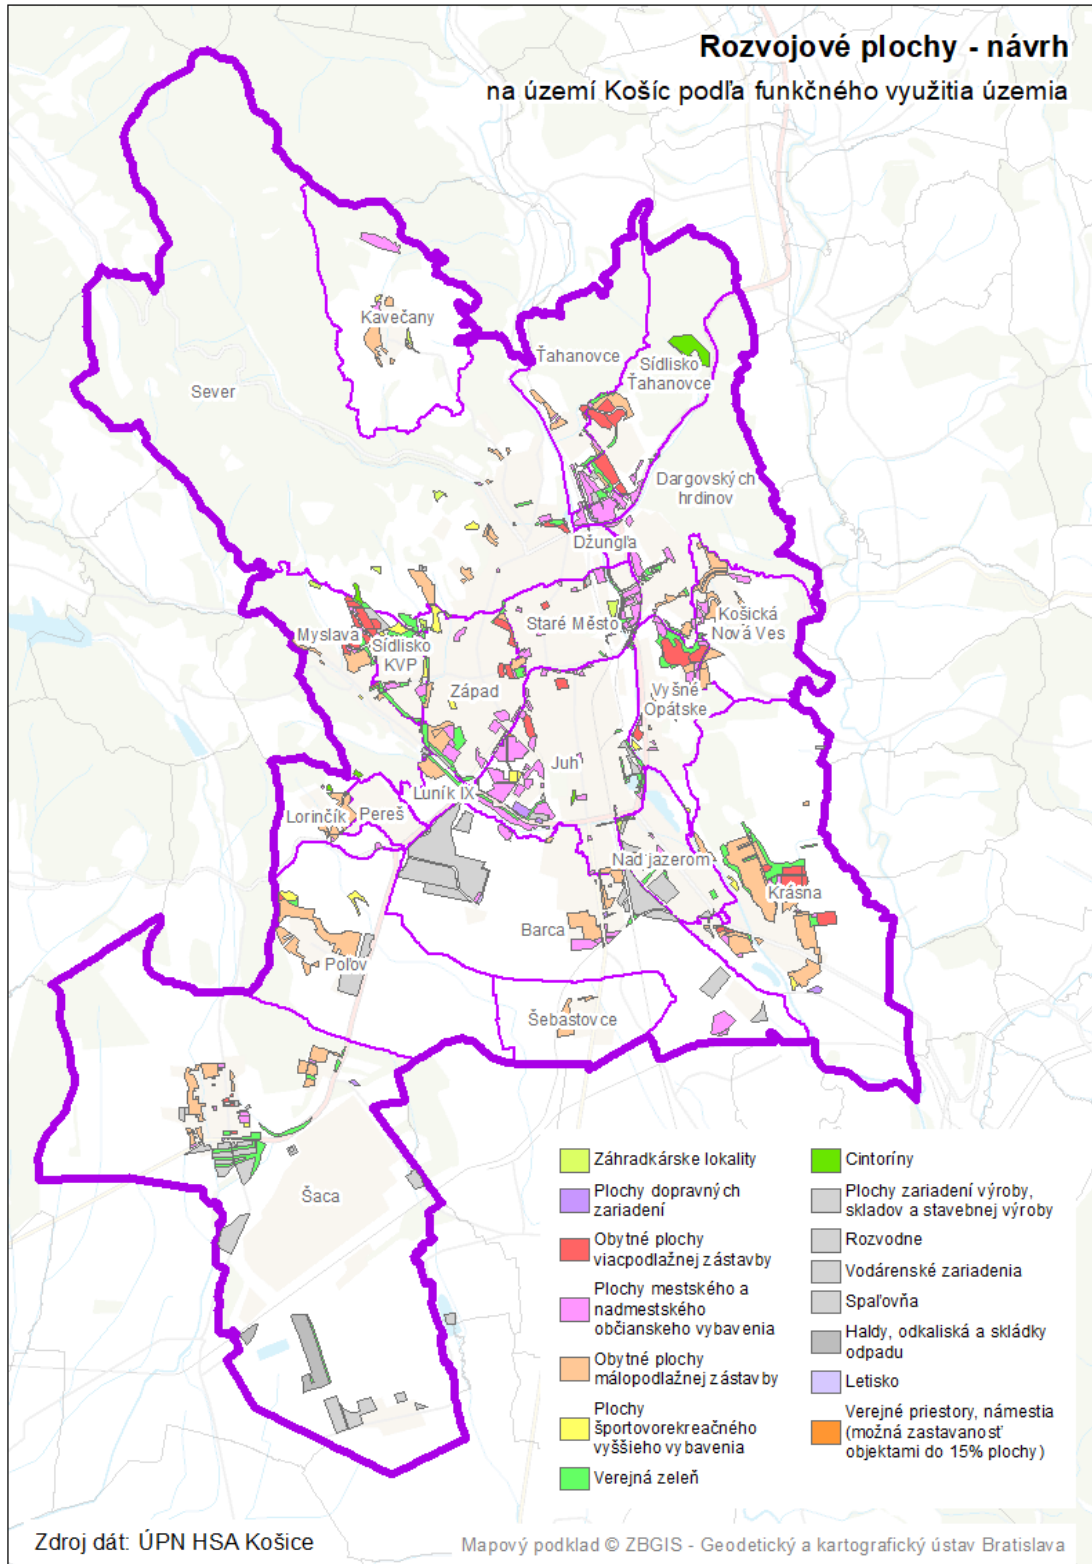 Rozvojové plochy - návrh
na území Košíc podľa funkčného využitia územia
Kavečany
Ťahanovce
Sídlisko
Ťahanovce
Sever
Dargovských
hrdinov
Džungľa
Staré Město
Košická
Nová Ves
Myslava
Sídlisko
KVP
Západ
Vyšné
Opátske
Juh
Luník IX
Lorinčík
Pereš
Nad jazerom
Krásna
Barca
Poľov
Šebastovce
Šaca
Záhradkárske lokality
Plochy dopravných
zariadení
Obytné plochy
viacpodlažnej zástavby
Plochy mestského a
nadmestského
občianskeho vybavenia
Obytné plochy
málopodlažnej zástavby
Plochy
športovorekreačného
vyššieho vybavenia
Verejná zeleň
Cintoríny
Plochy zariadení výroby,
skladov a stavebnej výroby
Rozvodne
Vodárenské zariadenia
Spaľovňa
Haldy, odkaliská a skládky
odpadu
Letisko
Verejné priestory, námestia
(možná zastavanosť
objektami do 15% plochy)
Zdroj dát: ÚPN HSA Košice
Mapový podklad © ZBGIS - Geodetický a kartografický ústav Bratislava